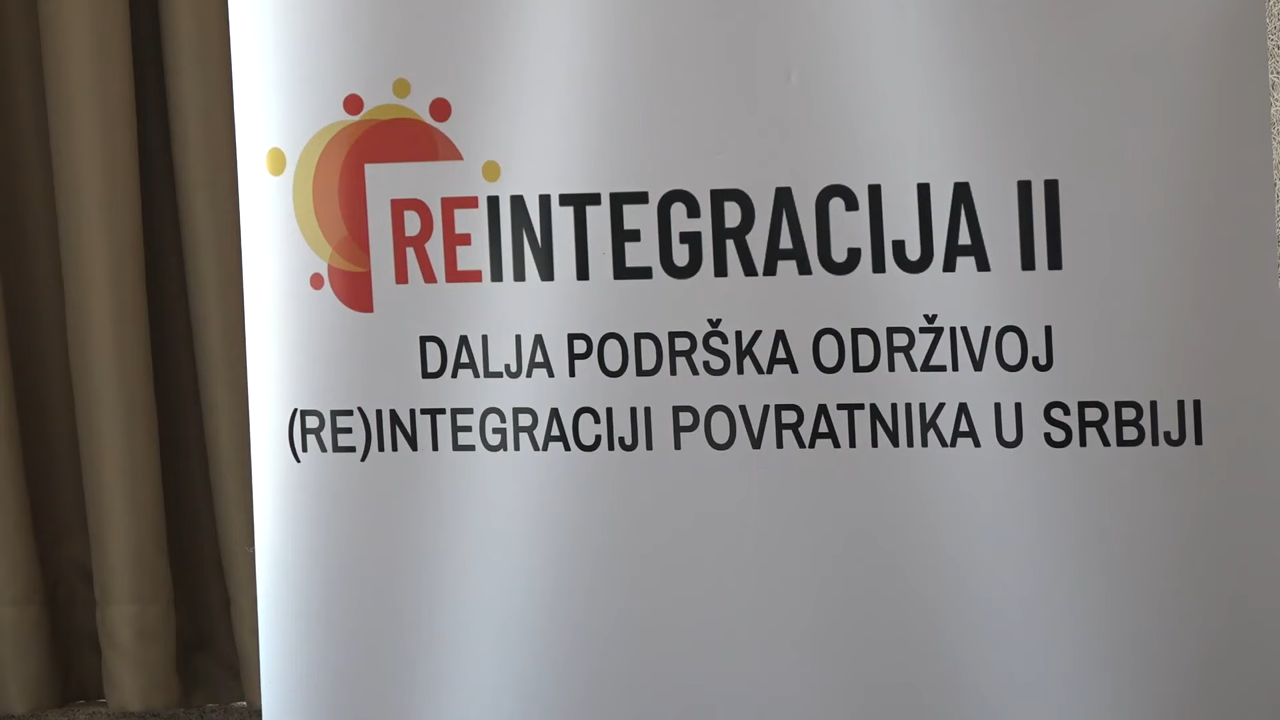 REINTEGRACIJA II
DALJA PODRŠKA ODRŽIVOJ
(RE)INTEGRACIJI POVRATNIKA U SRBIJI